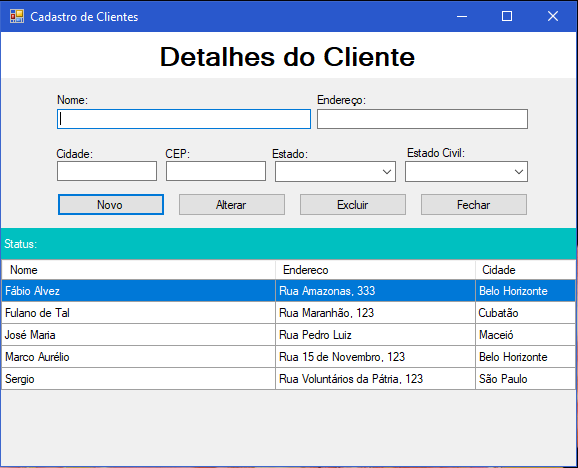 Cadastro de Clientes
Detalhes do Cliente
Nome: Endereço:
Cidade: CEP: Estado: Estado Civil:
Novo Alterar Excluir Fechar
Status:
Nome Endereco Cidade
Fábio Alvez Rua Amazonas, 333 Belo Horizonte
Fulano de Tal Rua Maranhão, 123 Cubatão
José Maria Rua Pedro Luiz Maceió
Marco Aurélio Rua 15 de Novembro, 123 Belo Horizonte
Sergio Rua Voluntários da Pátria, 123 São Paulo